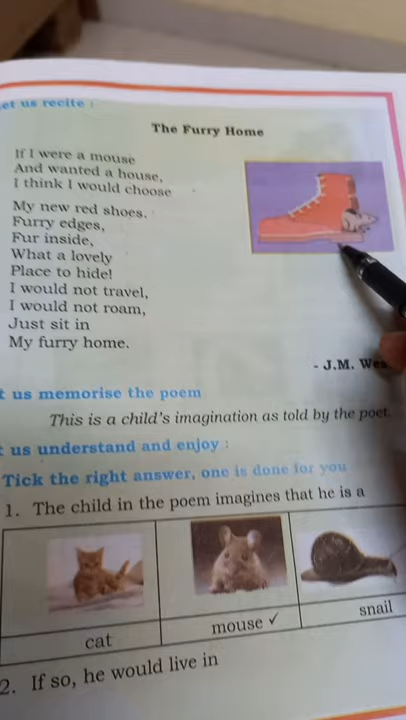 et us recite :
The Furry Home
If I were a mouse
And wanted a house,
I think I would choose
My new red shoes.
Furry edges,
Fur inside,
What a lovely
Place to hide!
I would not travel,
I would not roam,
Just sit in
My furry home.
- J.M. Wes
t us memorise the poem
This is a child's imagination as told by the poet.
t us understand and enjoy :
Tick the right answer, one is done for you
1. The child in the poem imagines that he is a
cat mouse ✓ snail
2. If so, he would live in